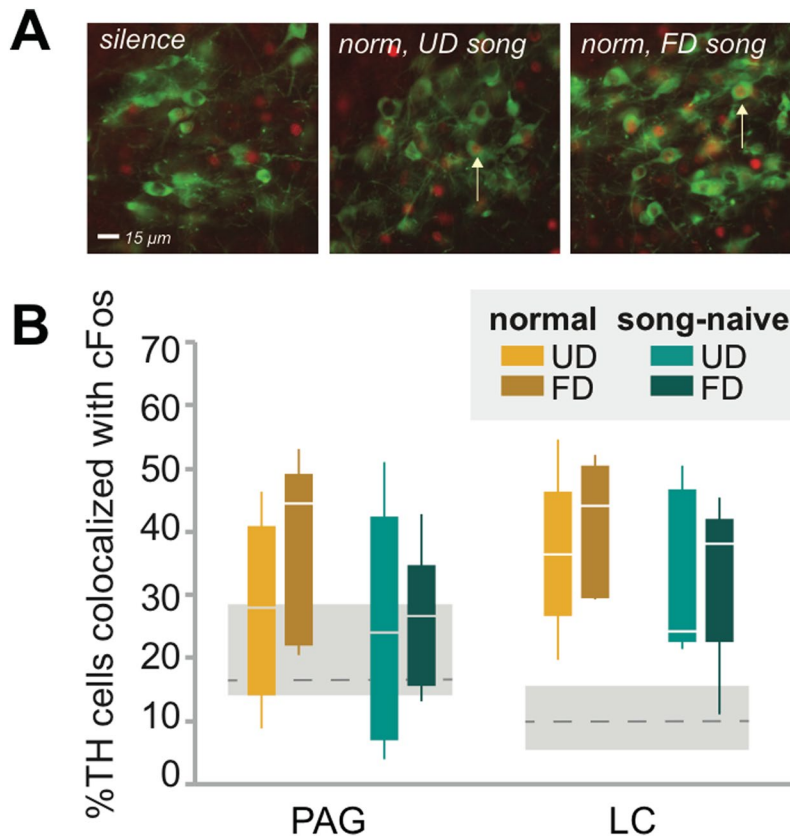 A
silence
norm, UD song
norm, FD song
15 µm
B
%TH cells colocalized with cFos
70
60
50
40
30
20
10
0
normal song-naive
UD UD
FD FD
PAG LC